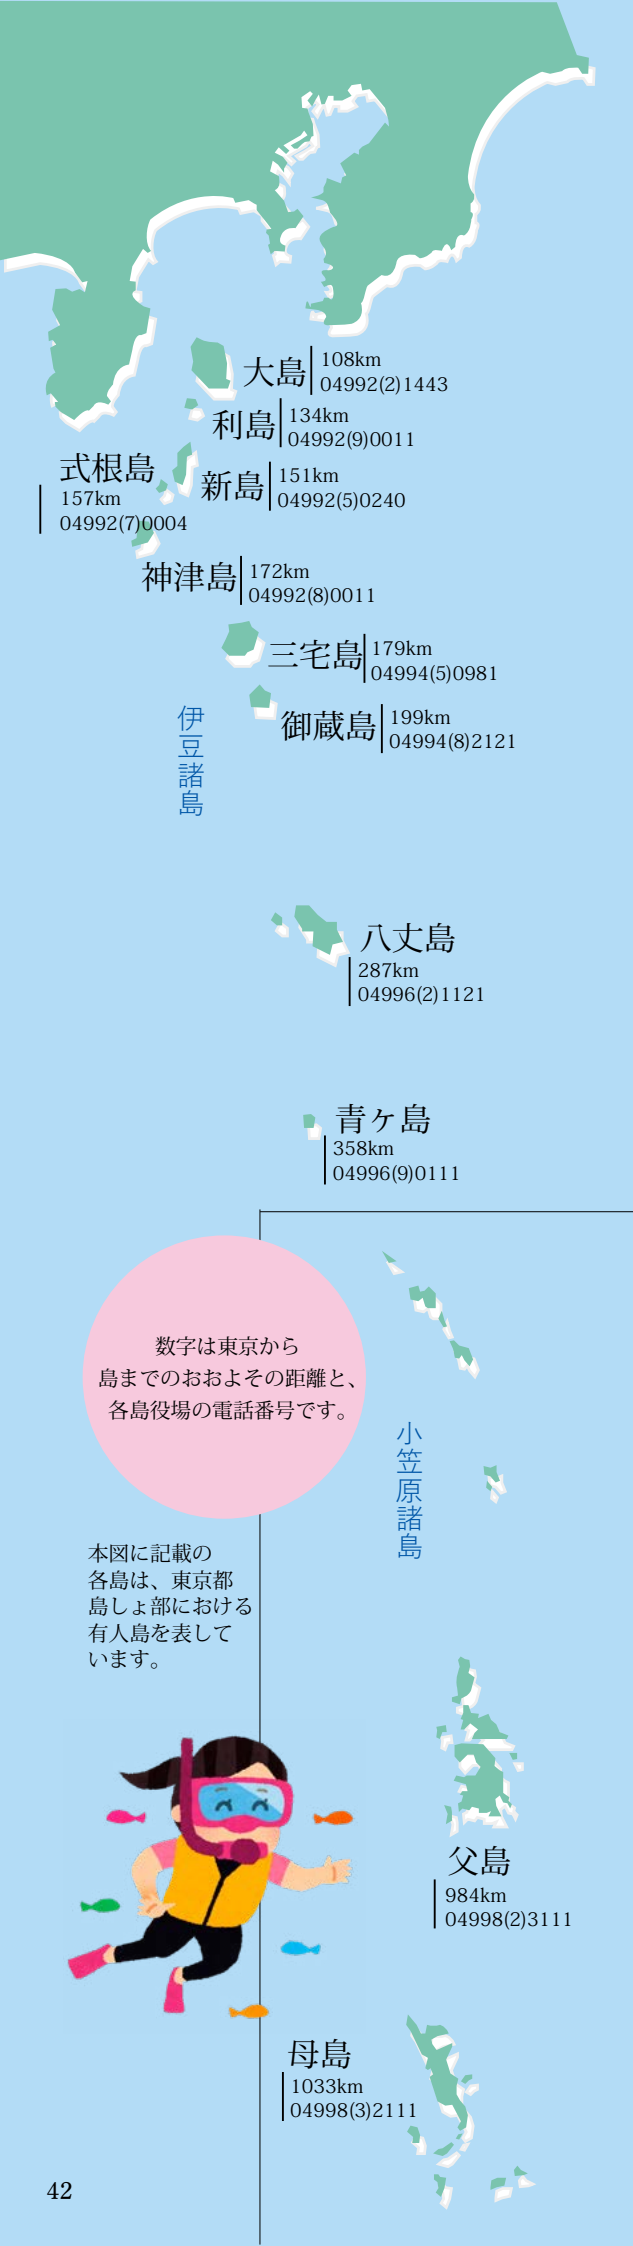 大島
108km
04992(2)1443
利島
134km
04992(9)0011
式根島
157km
04992(7)0004
新島
151km
04992(5)0240
神津島
172km
04992(8)0011
三宅島
179km
04994(5)0981
御蔵島
199km
04994(8)2121
伊豆諸島
八丈島
287km
04996(2)1121
青ヶ島
358km
04996(9)0111
数字は東京から
島までのおおよその距離と、
各島役場の電話番号です。
小笠原諸島
本図に記載の
各島は、東京都
島しょ部における
有人島を表して
います。
父島
984km
04998(2)3111
母島
1033km
04998(3)2111
42